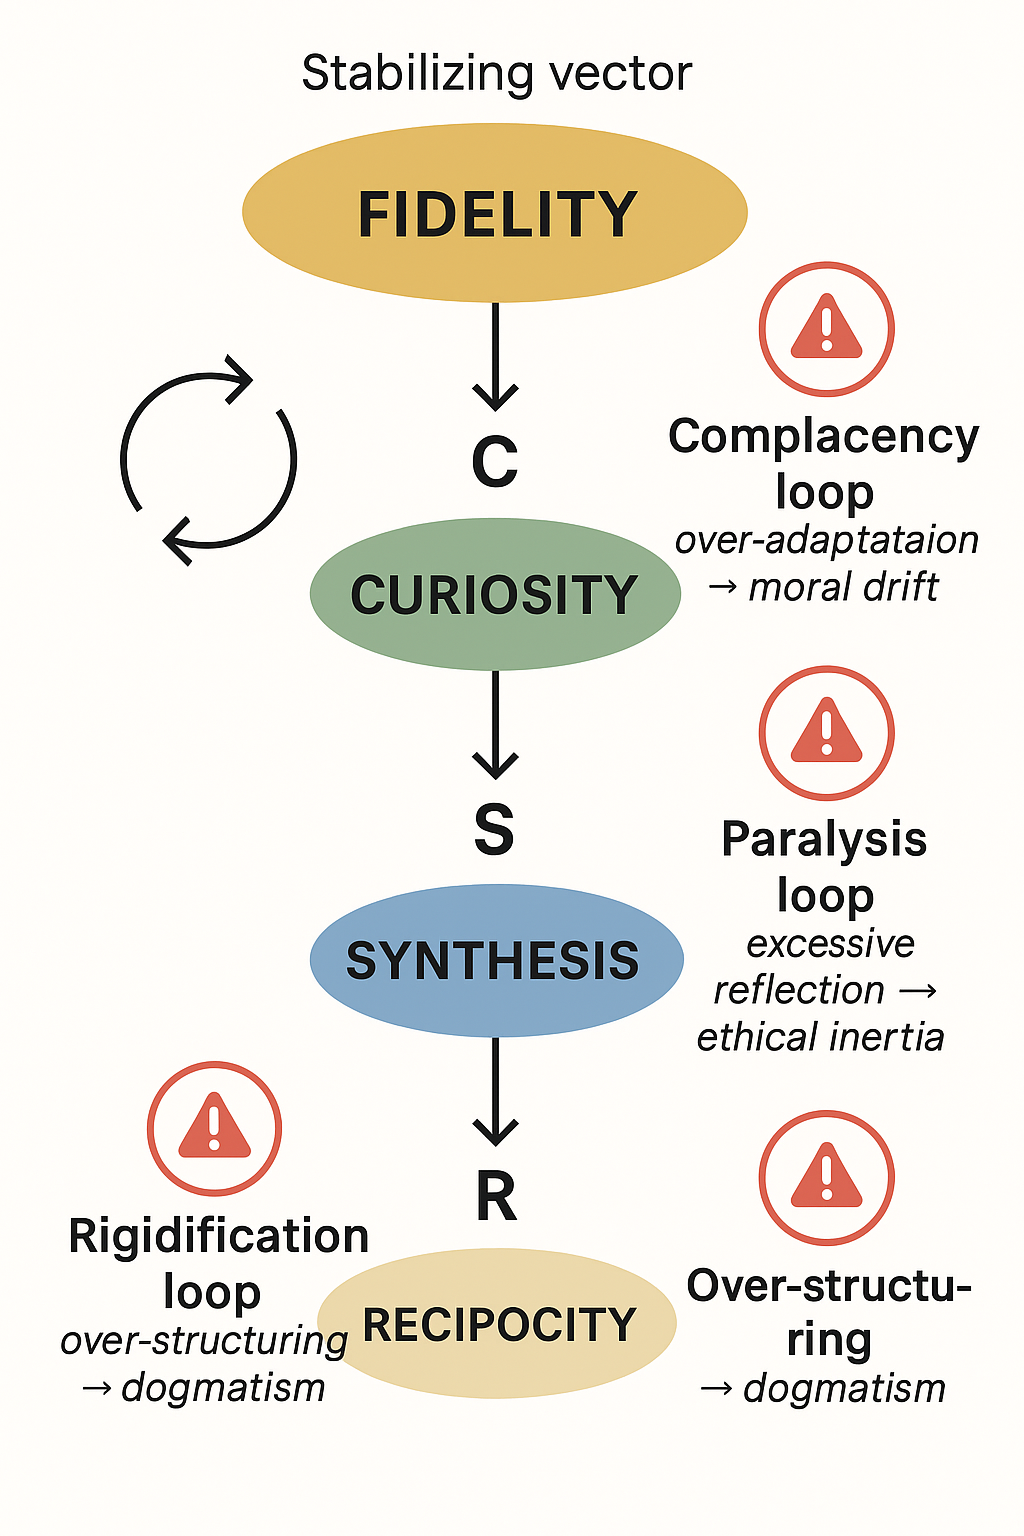 Stabilizing vector
FIDELITY
C
Complacency
loop
over-adaptataion
→ moral drift
CURIOSITY
S
Paralysis
loop
excessive
reflection →
ethical inertia
SYNTHESIS
R
Rigidification
loop
over-structuring
→ dogmatism
RECIPOCITY
Over-structu-
ring
→ dogmatism